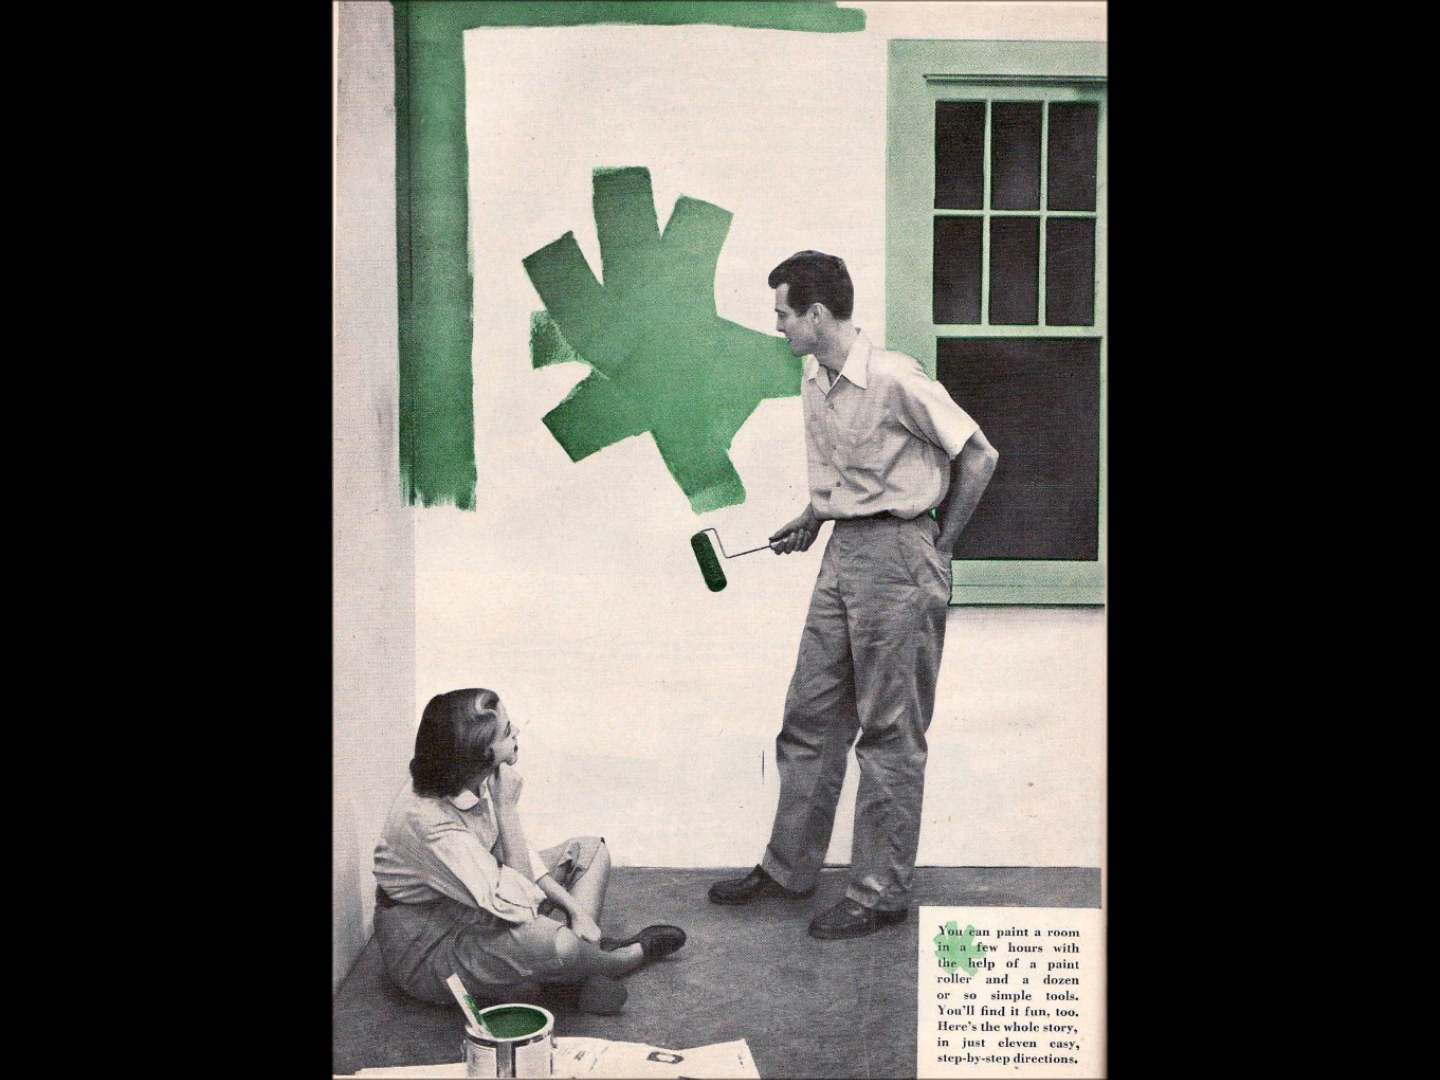 You can paint a room
in a few hours with
the help of a paint
roller and a dozen
or so simple tools.
You'll find it fun, too.
Here's the whole story,
in just eleven easy,
step-by-step directions.